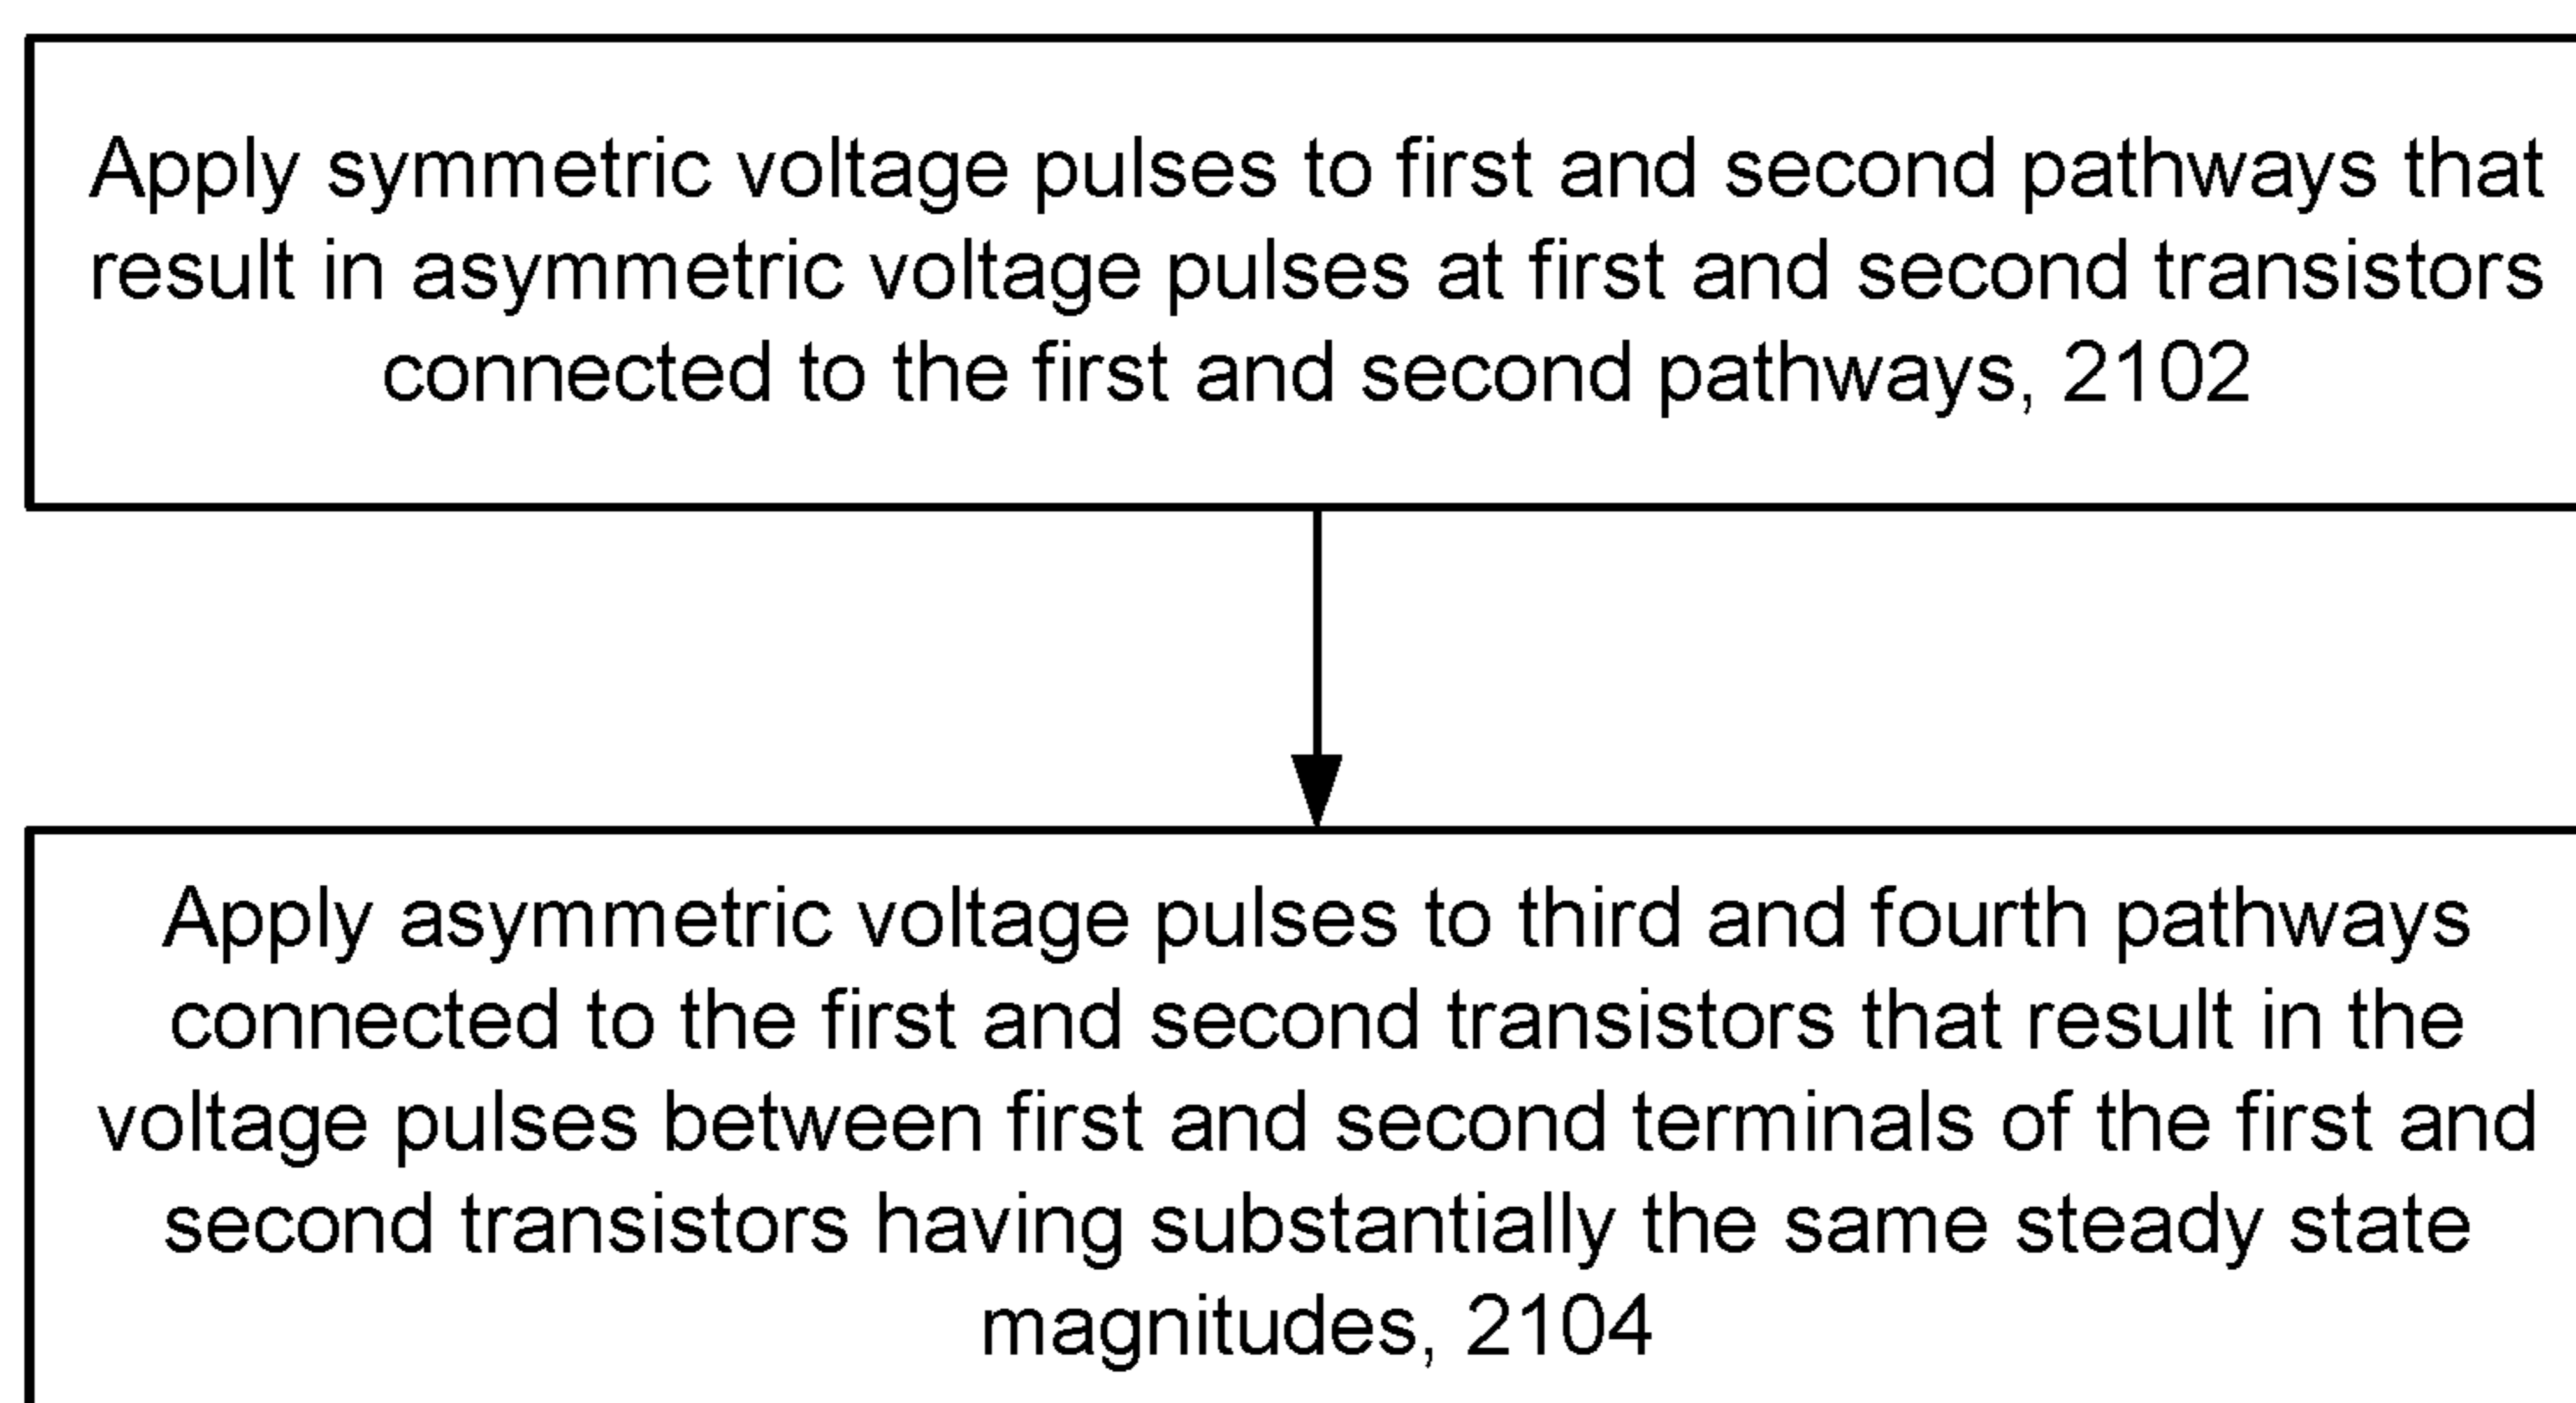 Apply symmetric voltage pulses to first and second pathways that
result in asymmetric voltage pulses at first and second transistors
connected to the first and second pathways, 2102
Apply asymmetric voltage pulses to third and fourth pathways
connected to the first and second transistors that result in the
voltage pulses between first and second terminals of the first and
second transistors having substantially the same steady state
magnitudes, 2104